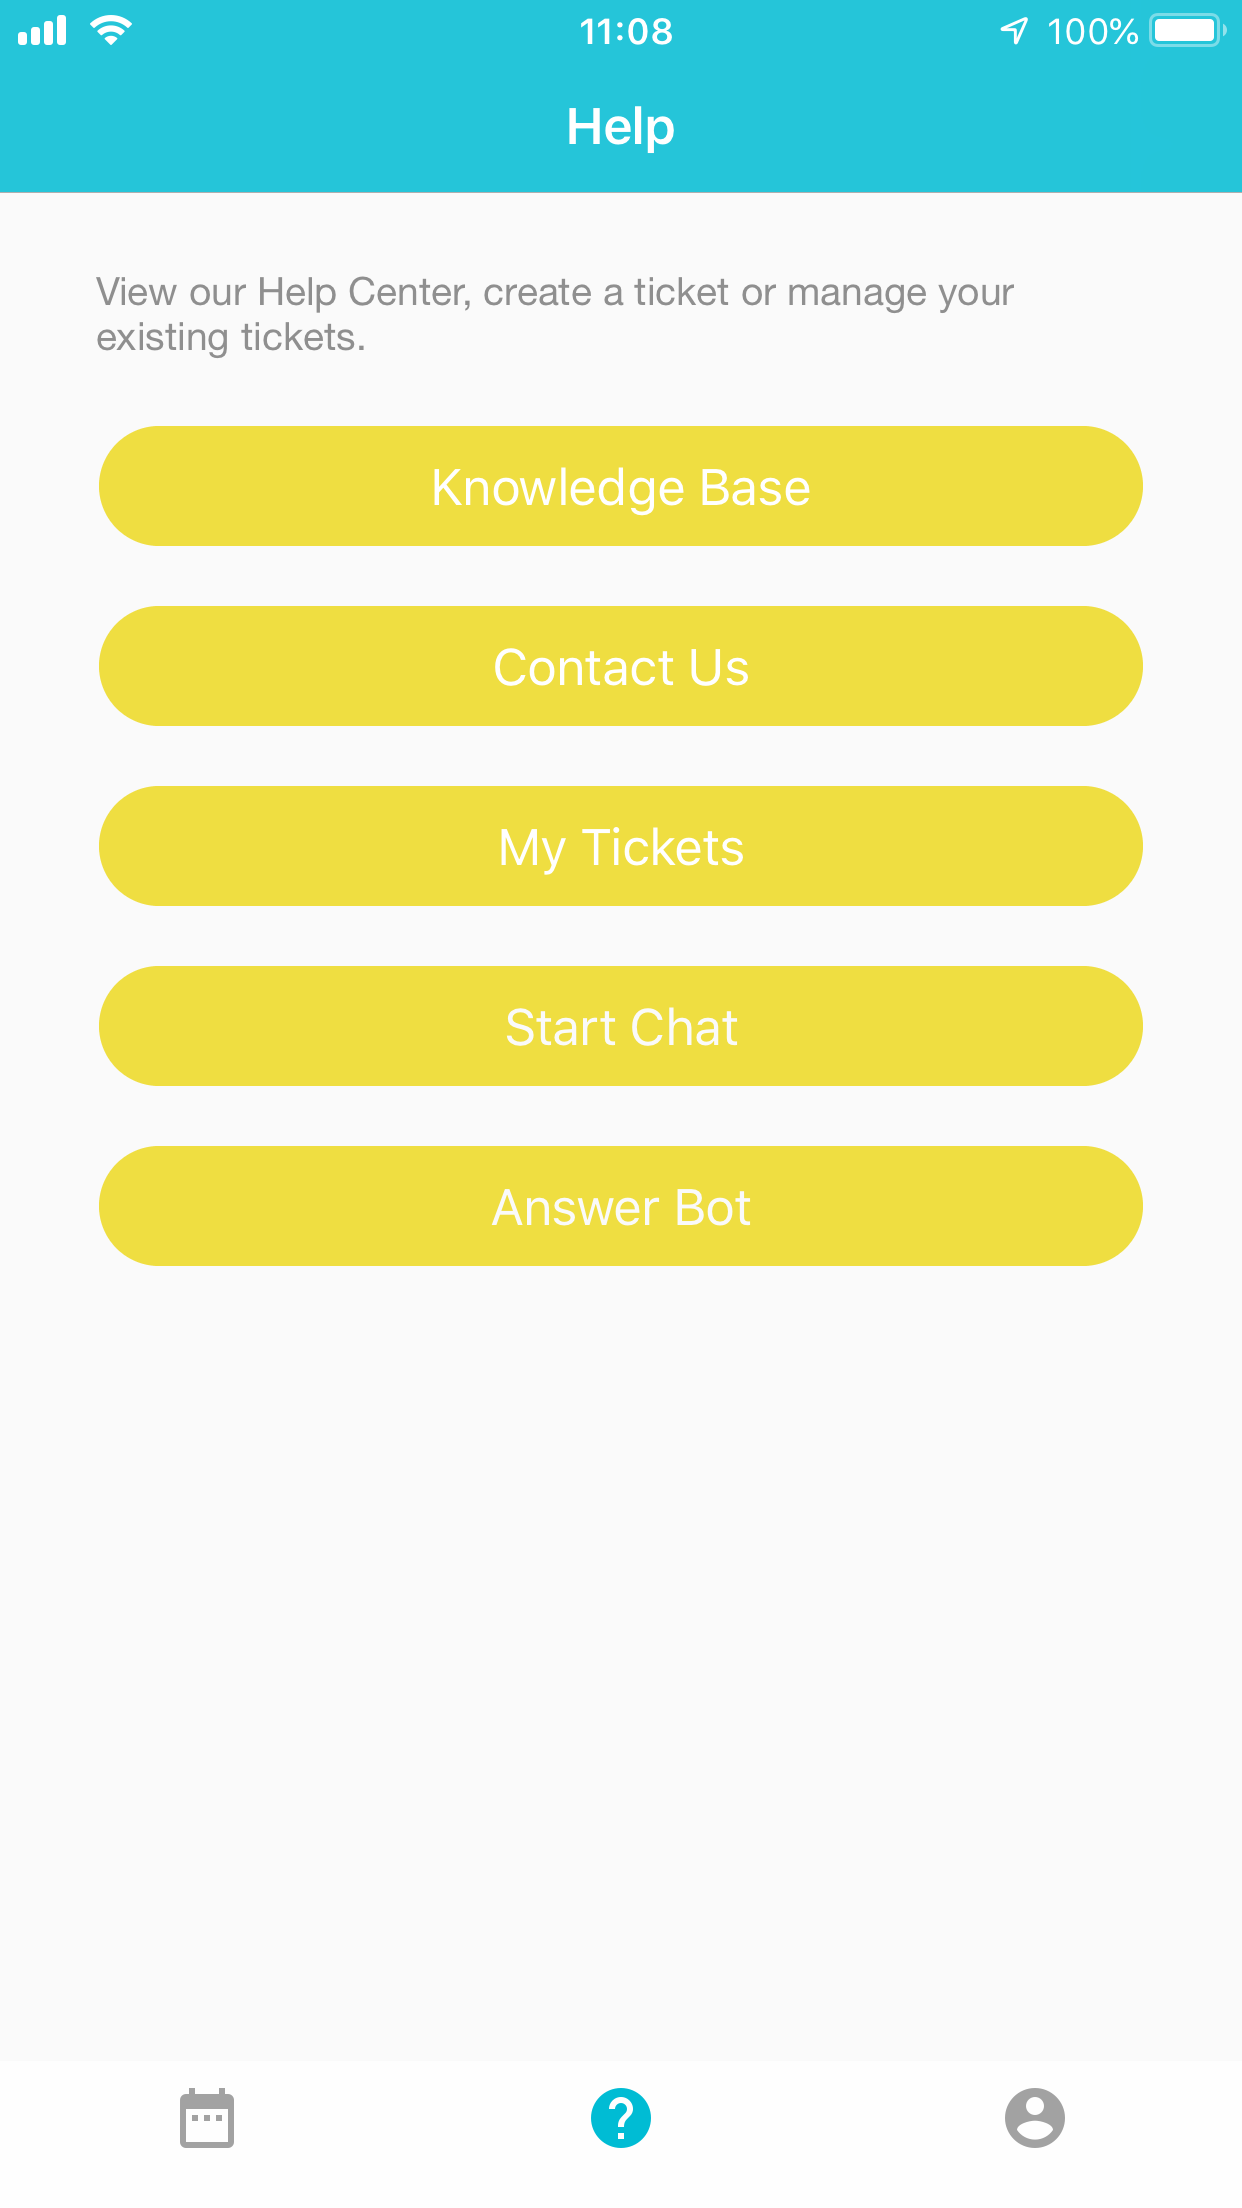 11:08
100%
Help
View our Help Center, create a ticket or manage your
existing tickets.
Knowledge Base
Contact Us
My Tickets
Start Chat
Answer Bot